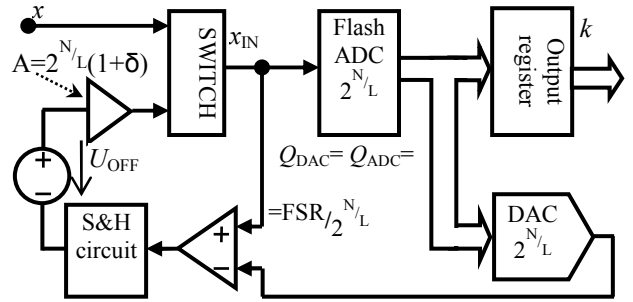 x
A=2^N/L(1+δ)
SWITCH
x_IN
Flash
ADC
2^N/L
Output
register
k
Q_DAC= Q_ADC=
=FSR/2^N/L
+
−
U_OFF
S&H
circuit
+
−
DAC
2^N/L